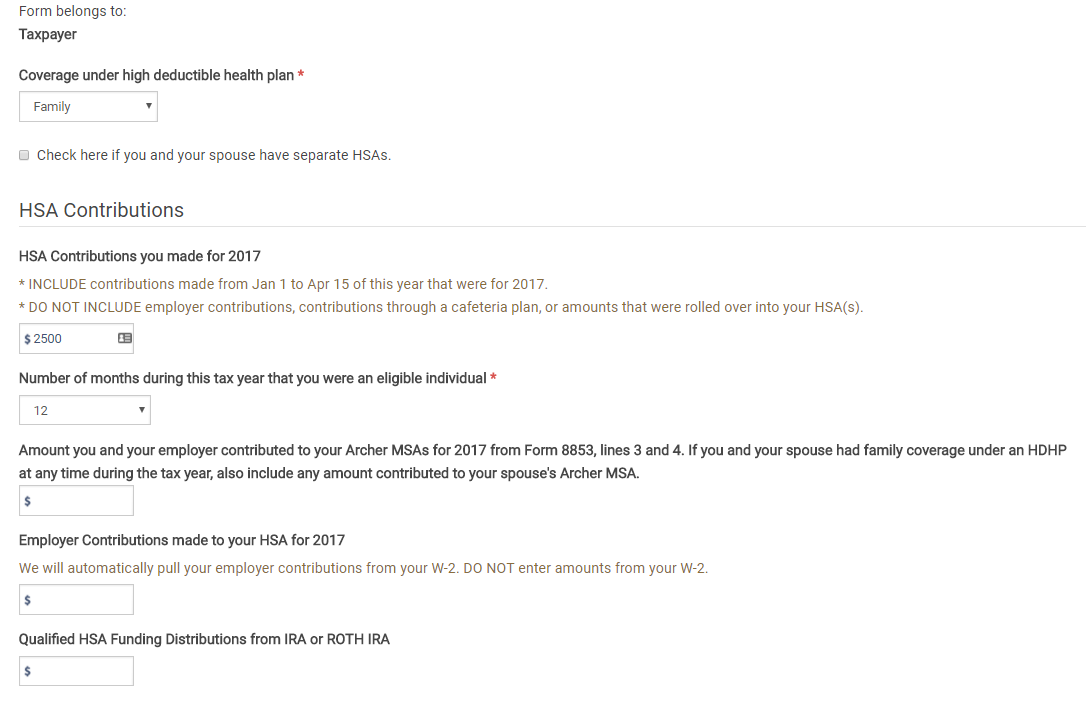 Form belongs to:
Taxpayer
Coverage under high deductible health plan *
Family
Check here if you and your spouse have separate HSAs.
HSA Contributions
HSA Contributions you made for 2017
* INCLUDE contributions made from Jan 1 to Apr 15 of this year that were for 2017.
* DO NOT INCLUDE employer contributions, contributions through a cafeteria plan, or amounts that were rolled over into your HSA(s).
$ 2500
Number of months during this tax year that you were an eligible individual *
12
Amount you and your employer contributed to your Archer MSAs for 2017 from Form 8853, lines 3 and 4. If you and your spouse had family coverage under an HDHP
at any time during the tax year, also include any amount contributed to your spouse's Archer MSA.
$
Employer Contributions made to your HSA for 2017
We will automatically pull your employer contributions from your W-2. DO NOT enter amounts from your W-2.
$
Qualified HSA Funding Distributions from IRA or ROTH IRA
$